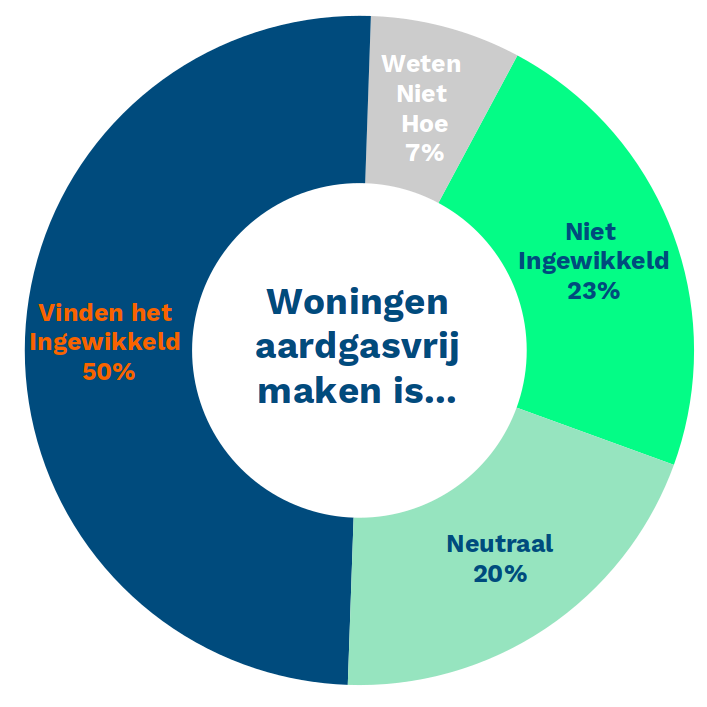 Weten
Niet
Hoe
7%
Niet
Ingewikkeld
23%
Vinden het
Ingewikkeld
50%
Woningen
aardgasvrij
maken is...
Neutraal
20%